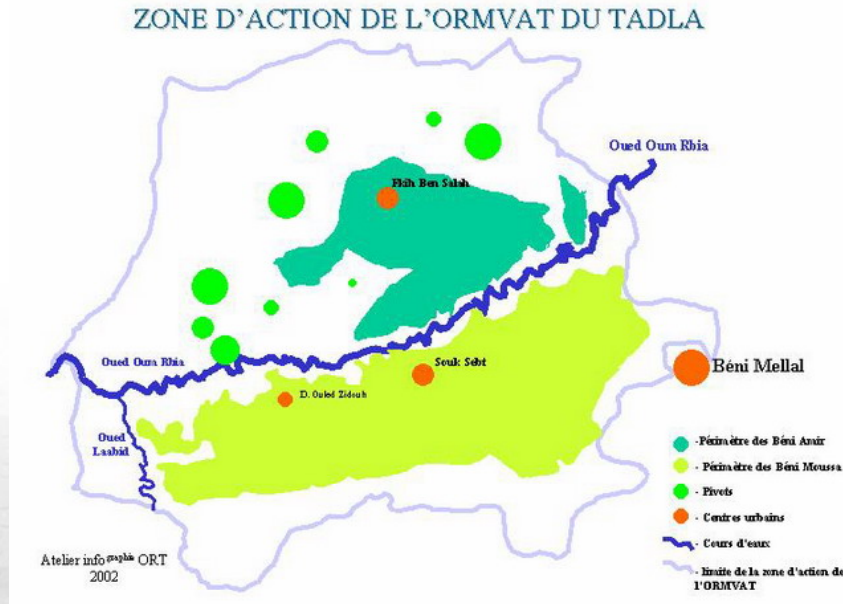 ZONE D'ACTION DE L'ORMVAT DU TADLA
Oued Oum Rbia
Fkih Ben Salah
Oued Oum Rbia
Souk Sebt
Béni Mellal
D. Ouled Zidouh
Oued
Laabid
- Périmètre des Béni Amir
- Périmètre des Béni Moussa
- Pivots
- Centres urbains
- Cours d'eaux
- limite de la zone d'action de
l'ORMVAT
Atelier infographie ORT
2002